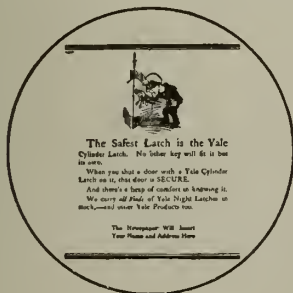 The Safest Latch is the Yale
Cylinder Latch. No other key will fit it but
its own.
When you shut a door with a Yale Cylinder
Latch on it, that door is SECURE.
And there's a heap of comfort in knowing it.
We carry all Kinds of Yale Night Latches in
stock,—and other Yale Products too.
The Newspaper Will Insert
Your Name and Address Here